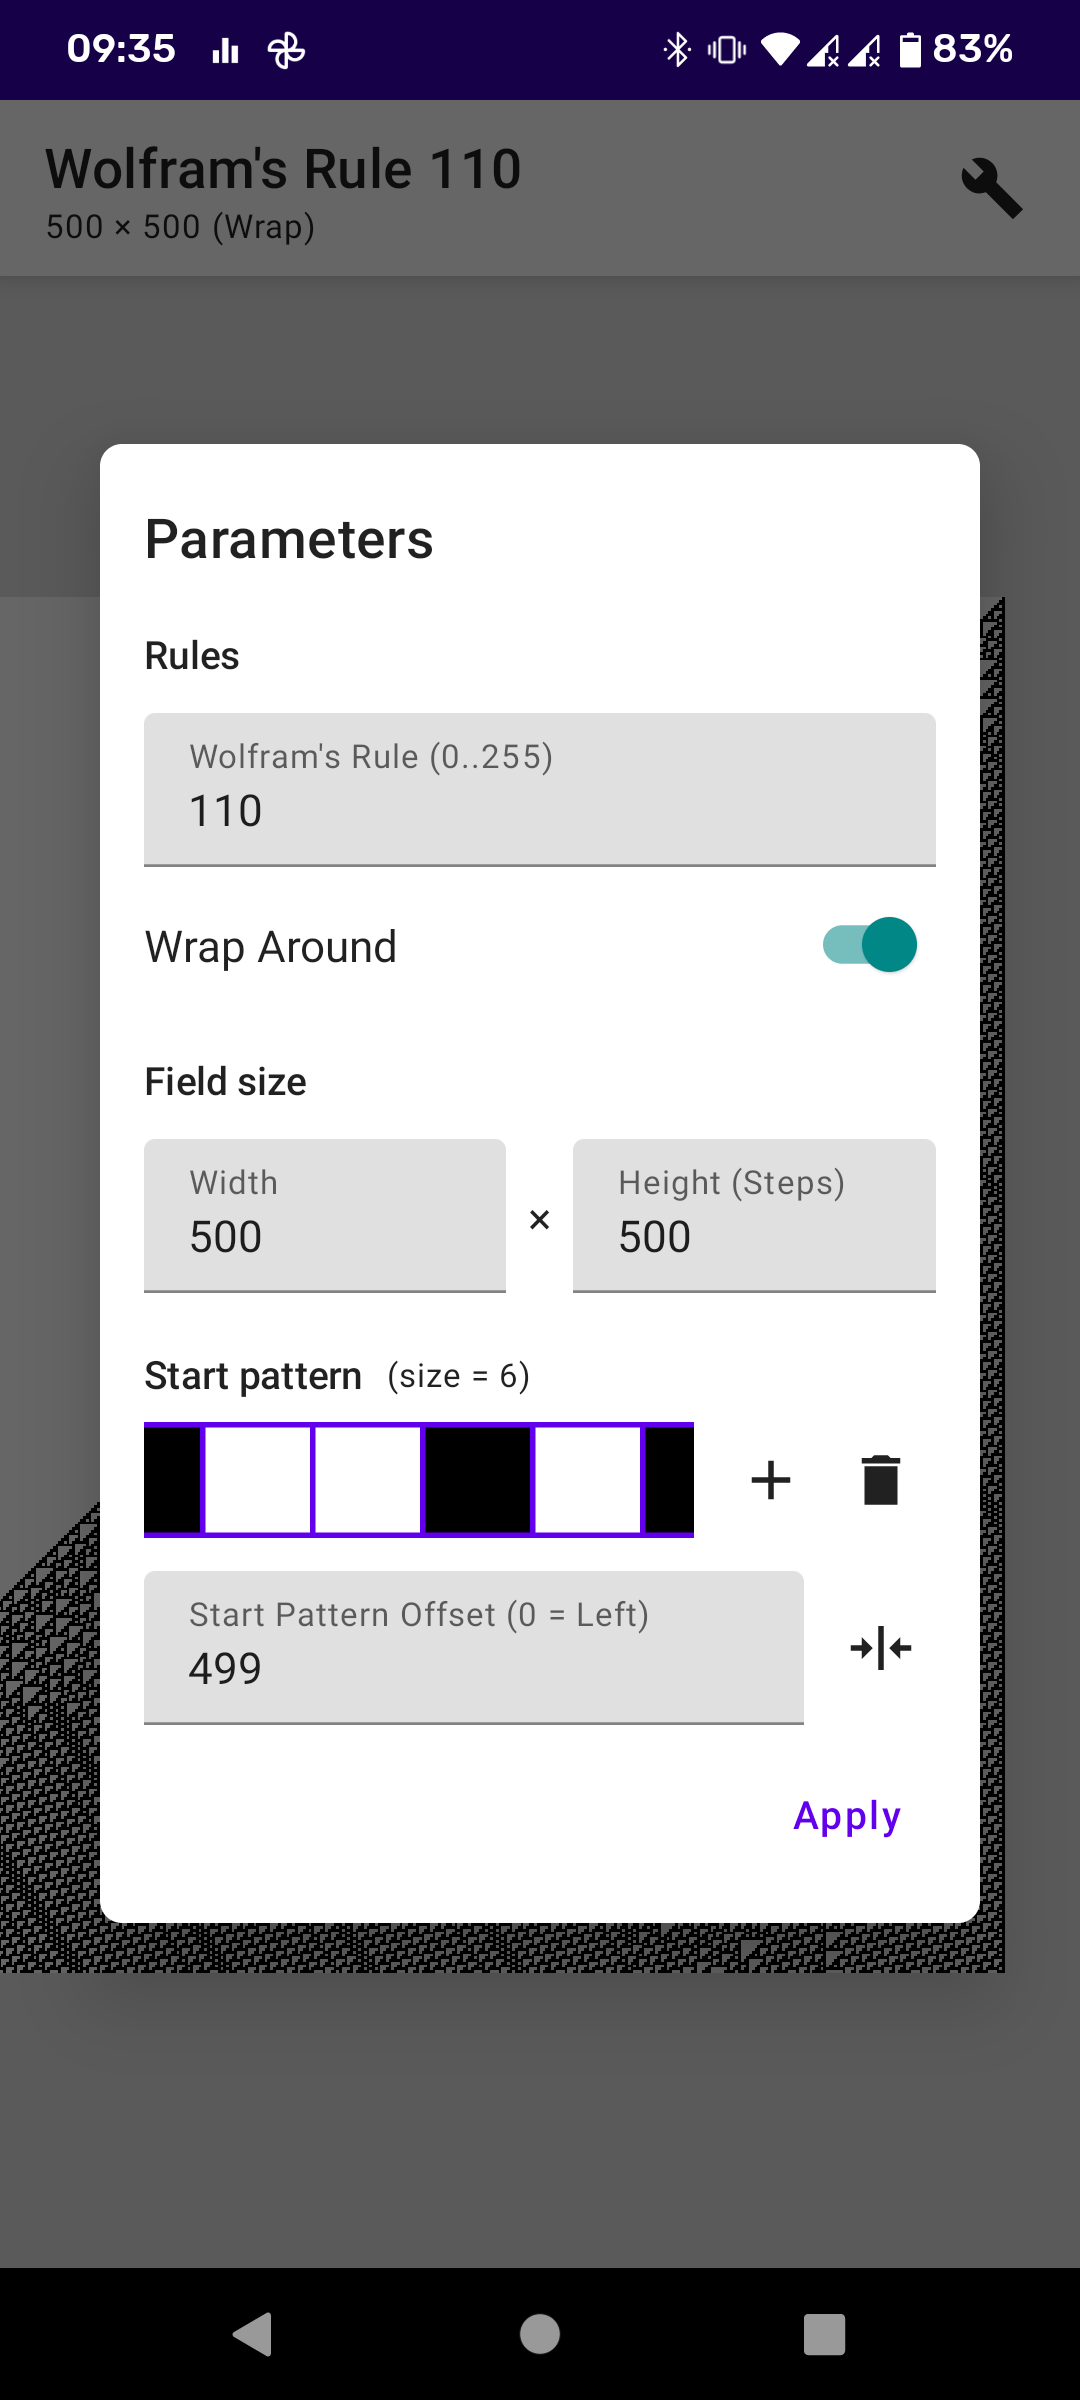 09:35
83%
Wolfram's Rule 110
500 × 500 (Wrap)
Parameters
Rules
Wolfram's Rule (0..255)
110
Wrap Around
Field size
Width
500
×
Height (Steps)
500
Start pattern (size = 6)
Start Pattern Offset (0 = Left)
499
Apply